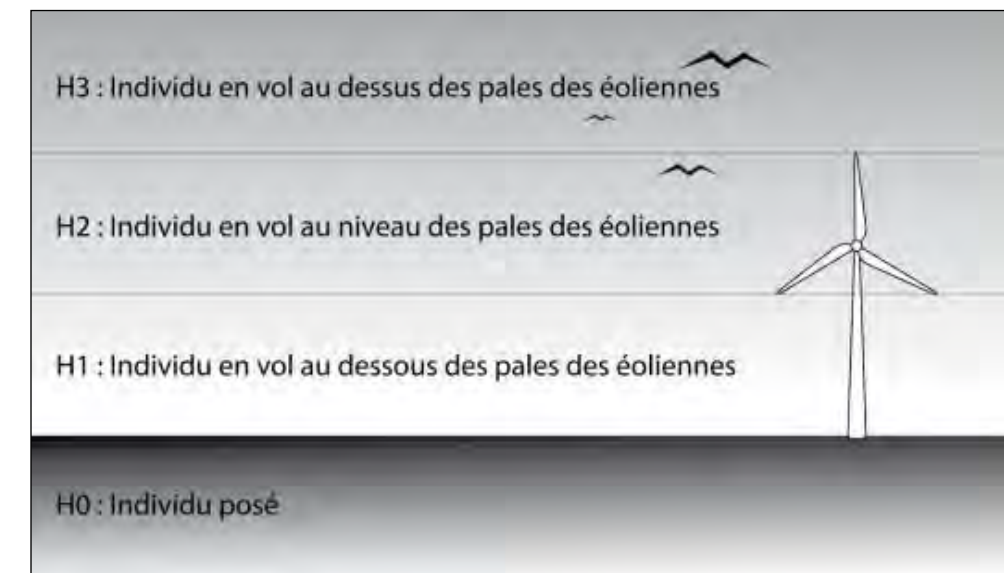 H3 : Individu en vol au dessus des pales des éoliennes
H2 : Individu en vol au niveau des pales des éoliennes
H1 : Individu en vol au dessous des pales des éoliennes
H0 : Individu posé